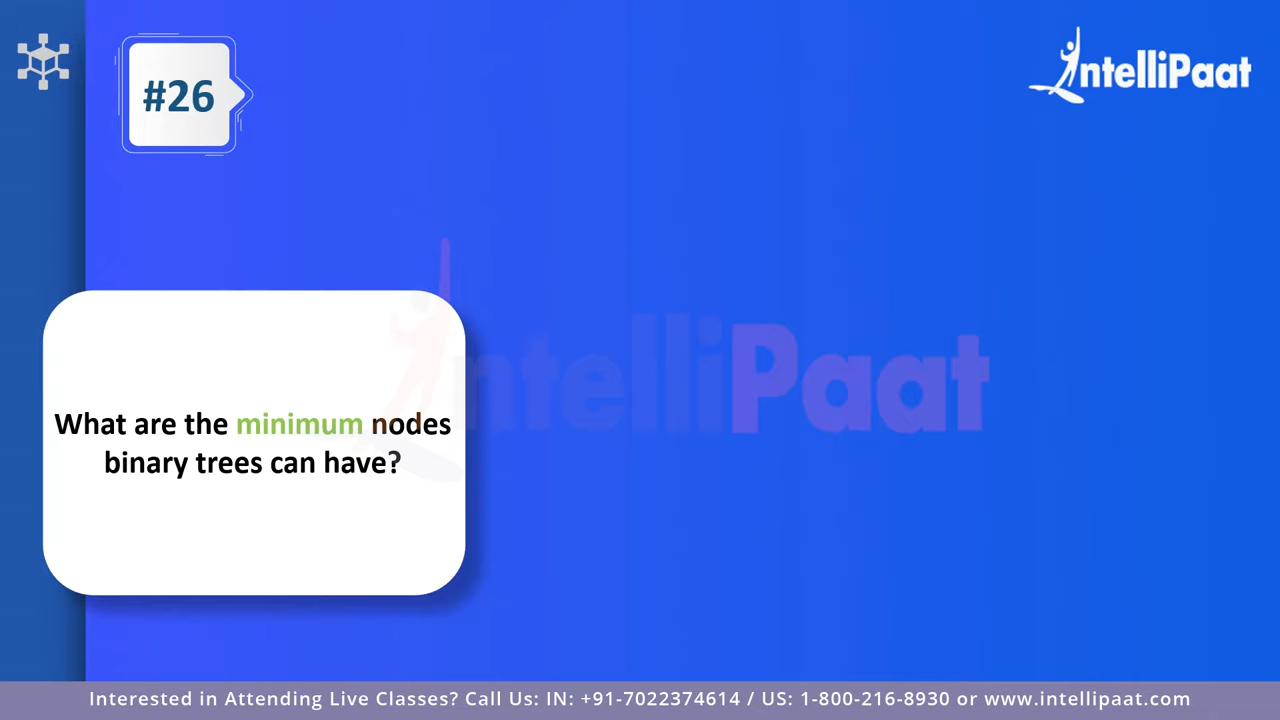 #26
IntelliPaat
IntelliPaat
What are the minimum nodes
binary trees can have?
Interested in Attending Live Classes? Call Us: IN: +91-7022374614 / US: 1-800-216-8930 or www.intellipaat.com